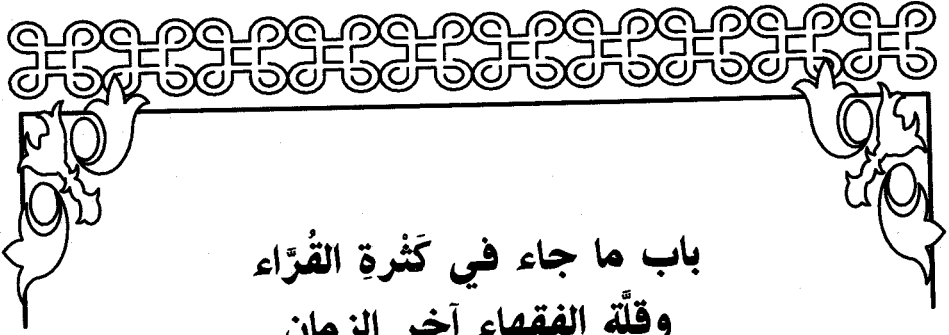 باب ما جاء في كَثْرةِ القُرَّاء
وقلَّة الفقهاء آخر الزمان